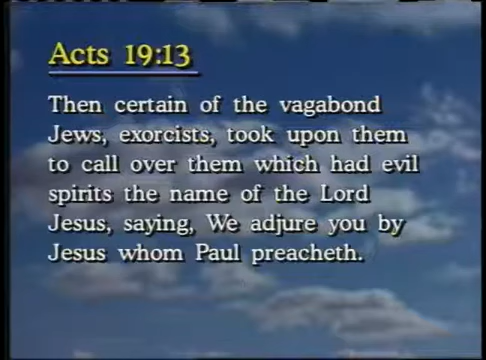 Acts 19:13
Then certain of the vagabond
Jews, exorcists, took upon them
to call over them which had evil
spirits the name of the Lord
Jesus, saying, We adjure you by
Jesus whom Paul preacheth.